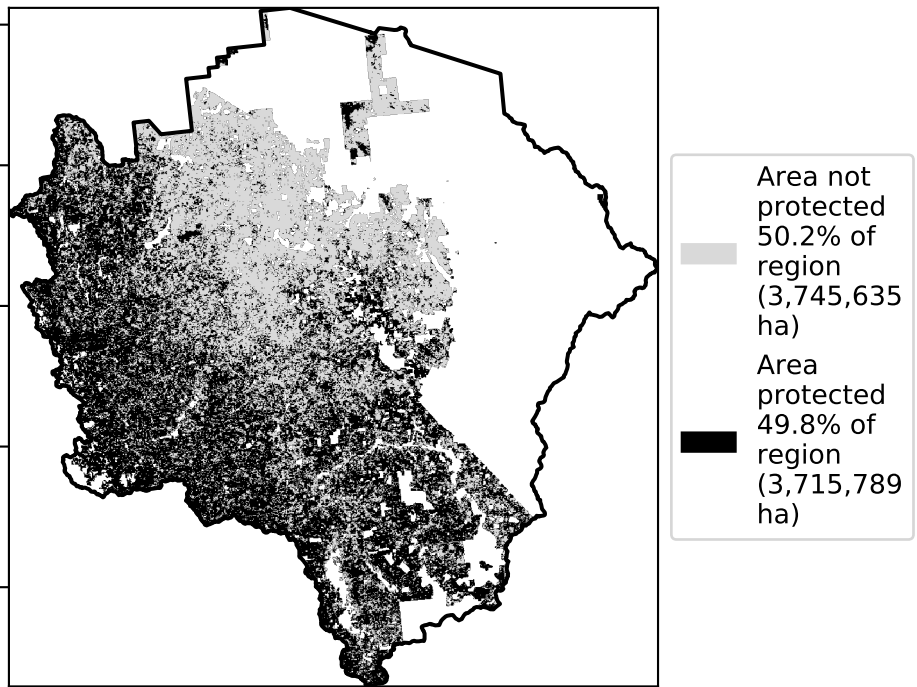 Area not
protected
50.2% of
region
(3,745,635
ha)
Area
protected
49.8% of
region
(3,715,789
ha)